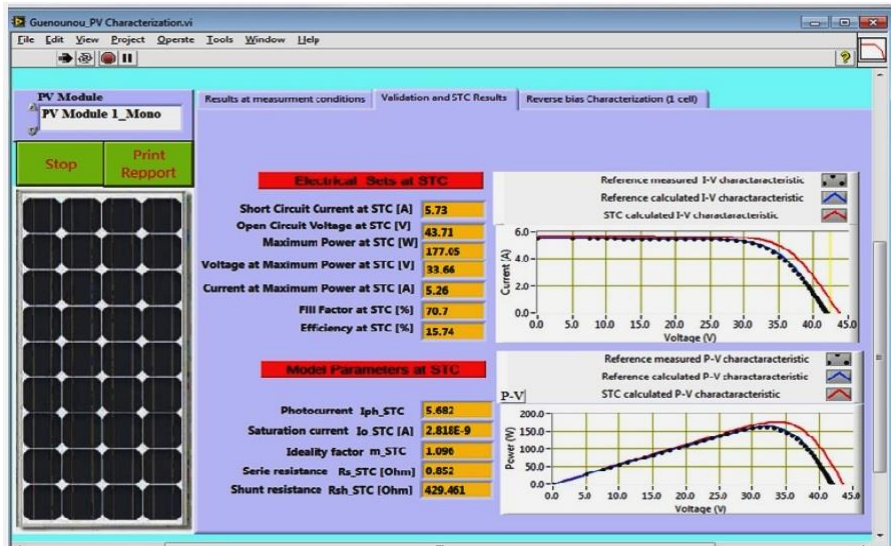 Guenounou_PV Characterization.vi
File Edit View Project Operate Tools Window Help
PV Module
PV Module 1_Mono
Stop
Print Repport
Results at measurment conditions
Validation and STC Results
Reverse bias Characterization (1 cell)
Electrical Sets at STC
Short Circuit Current at STC [A] 5.73
Open Circuit Voltage at STC [V] 43.71
Maximum Power at STC [W] 177.05
Voltage at Maximum Power at STC [V] 33.66
Current at Maximum Power at STC [A] 5.26
Fill Factor at STC [%] 70.7
Efficiency at STC [%] 15.74
Model Parameters at STC
Photocurrent Iph_STC 5.682
Saturation current Io STC [A] 2.818E-9
Ideality factor m_STC 1.096
Serie resistance Rs_STC [Ohm] 0.852
Shunt resistance Rsh_STC [Ohm] 429.461
Reference measured I-V charactaracteristic
Reference calculated I-V charactaracteristic
STC calculated I-V charactaracteristic
Current (A)
6.0
4.0
2.0
0.0
0.0 5.0 10.0 15.0 20.0 25.0 30.0 35.0 40.0 45.0
Voltage (V)
Reference measured P-V charactaracteristic
Reference calculated P-V charactaracteristic
STC calculated P-V charactaracteristic
P-V
Power (W)
200.0
150.0
100.0
50.0
0.0
0.0 5.0 10.0 15.0 20.0 25.0 30.0 35.0 40.0 45.0
Voltage (V)